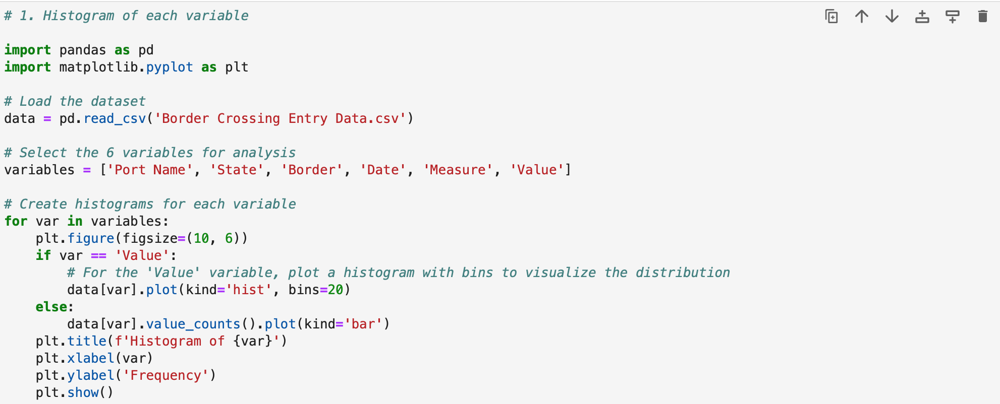 # 1. Histogram of each variable
import pandas as pd
import matplotlib.pyplot as plt
# Load the dataset
data = pd.read_csv('Border Crossing Entry Data.csv')
# Select the 6 variables for analysis
variables = ['Port Name', 'State', 'Border', 'Date', 'Measure', 'Value']
# Create histograms for each variable
for var in variables:
    plt.figure(figsize=(10, 6))
    if var == 'Value':
        # For the 'Value' variable, plot a histogram with bins to visualize the distribution
        data[var].plot(kind='hist', bins=20)
    else:
        data[var].value_counts().plot(kind='bar')
    plt.title(f'Histogram of {var}')
    plt.xlabel(var)
    plt.ylabel('Frequency')
    plt.show()